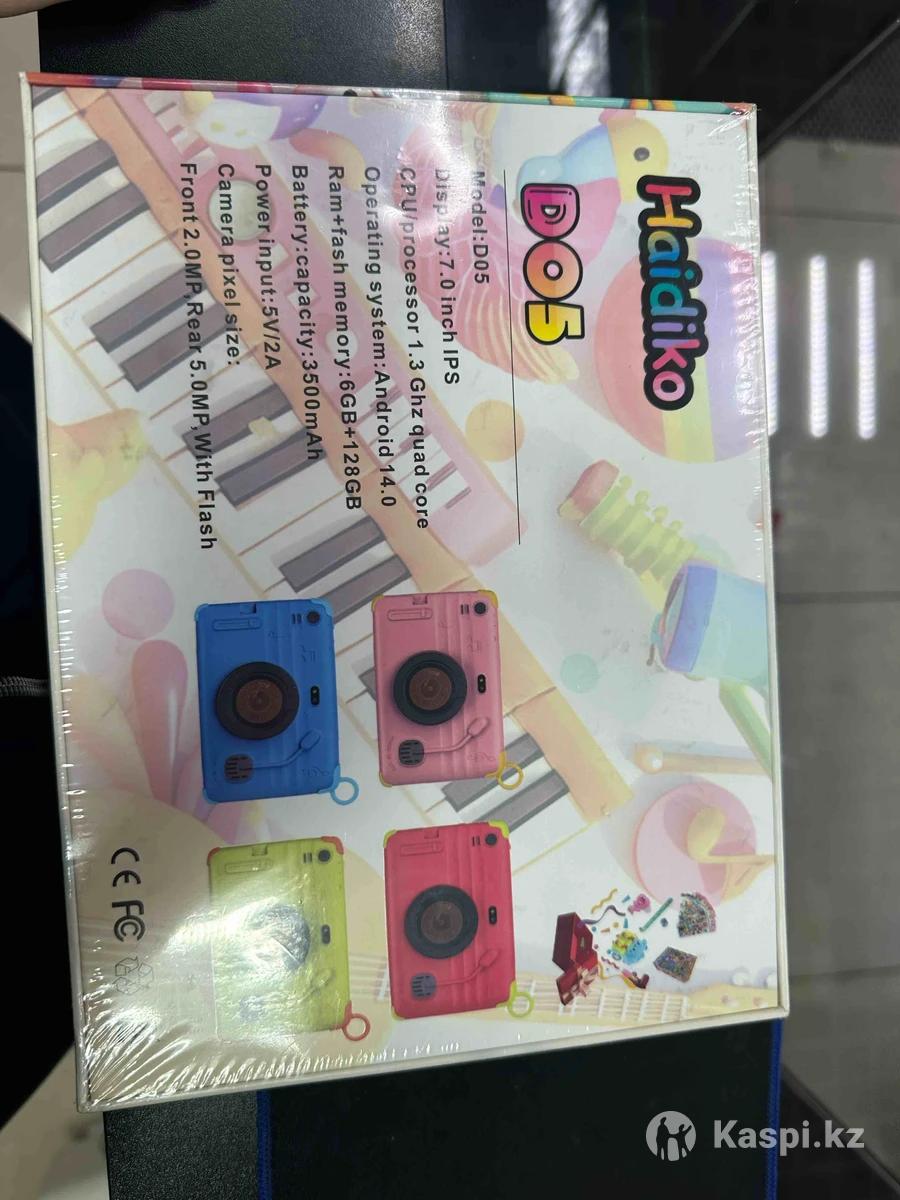 Haidiko
D05
Model:D05
Display:7.0 inch IPS
CPU/processor 1.3 Ghz quad core
Operating system:Android 14.0
Ram+fash memory:6GB+128GB
Battery:capacity:3500mAh
Power input:5V/2A
Camera pixel size:
Front 2.0MP,Rear 5.0MP,With Flash
CE FC
Kaspi.kz